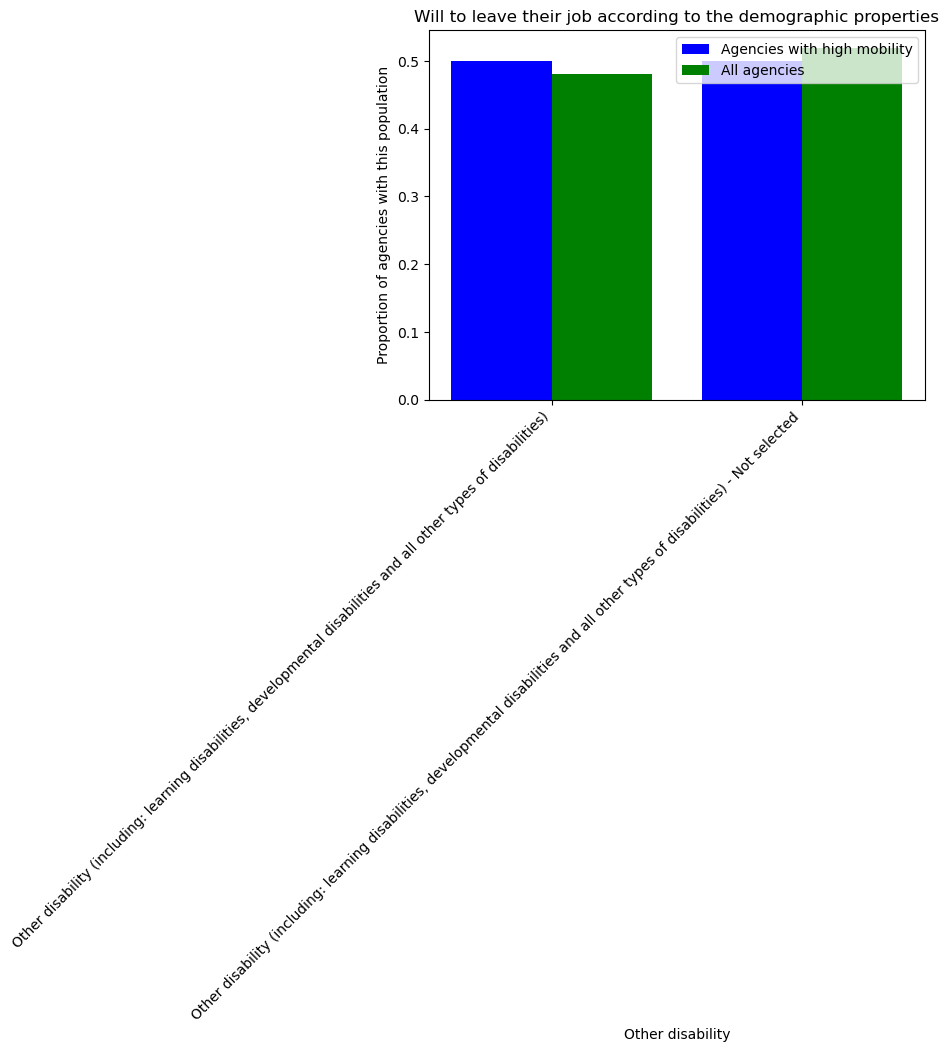 Will to leave their job according to the demographic properties
Agencies with high mobility
All agencies
Proportion of agencies with this population
0.5
0.4
0.3
0.2
0.1
0.0
Other disability (including: learning disabilities, developmental disabilities and all other types of disabilities)
Other disability (including: learning disabilities, developmental disabilities and all other types of disabilities) - Not selected
Other disability